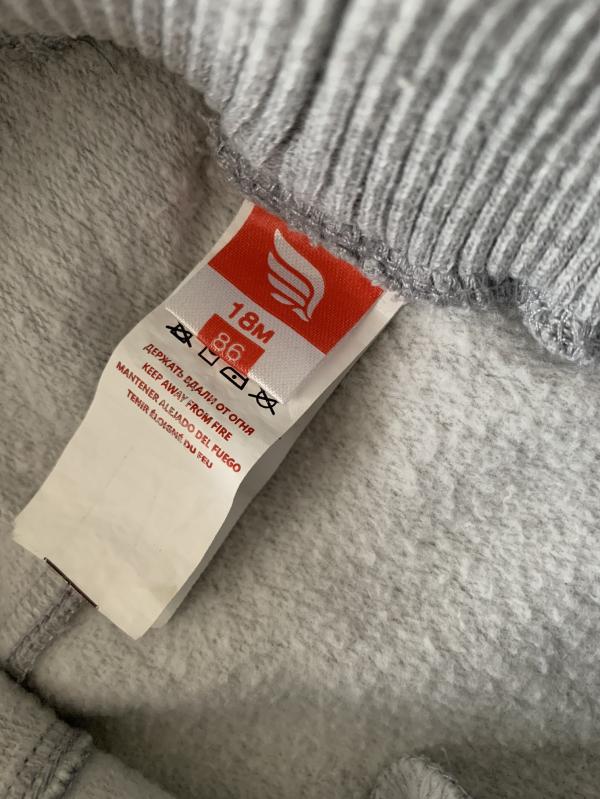 18M
86
ДЕРЖАТЬ ВДАЛИ ОТ ОГНЯ
KEEP AWAY FROM FIRE
MANTENER ALEJADO DEL FUEGO
TENIR ÉLOIGNÉ DU FEU